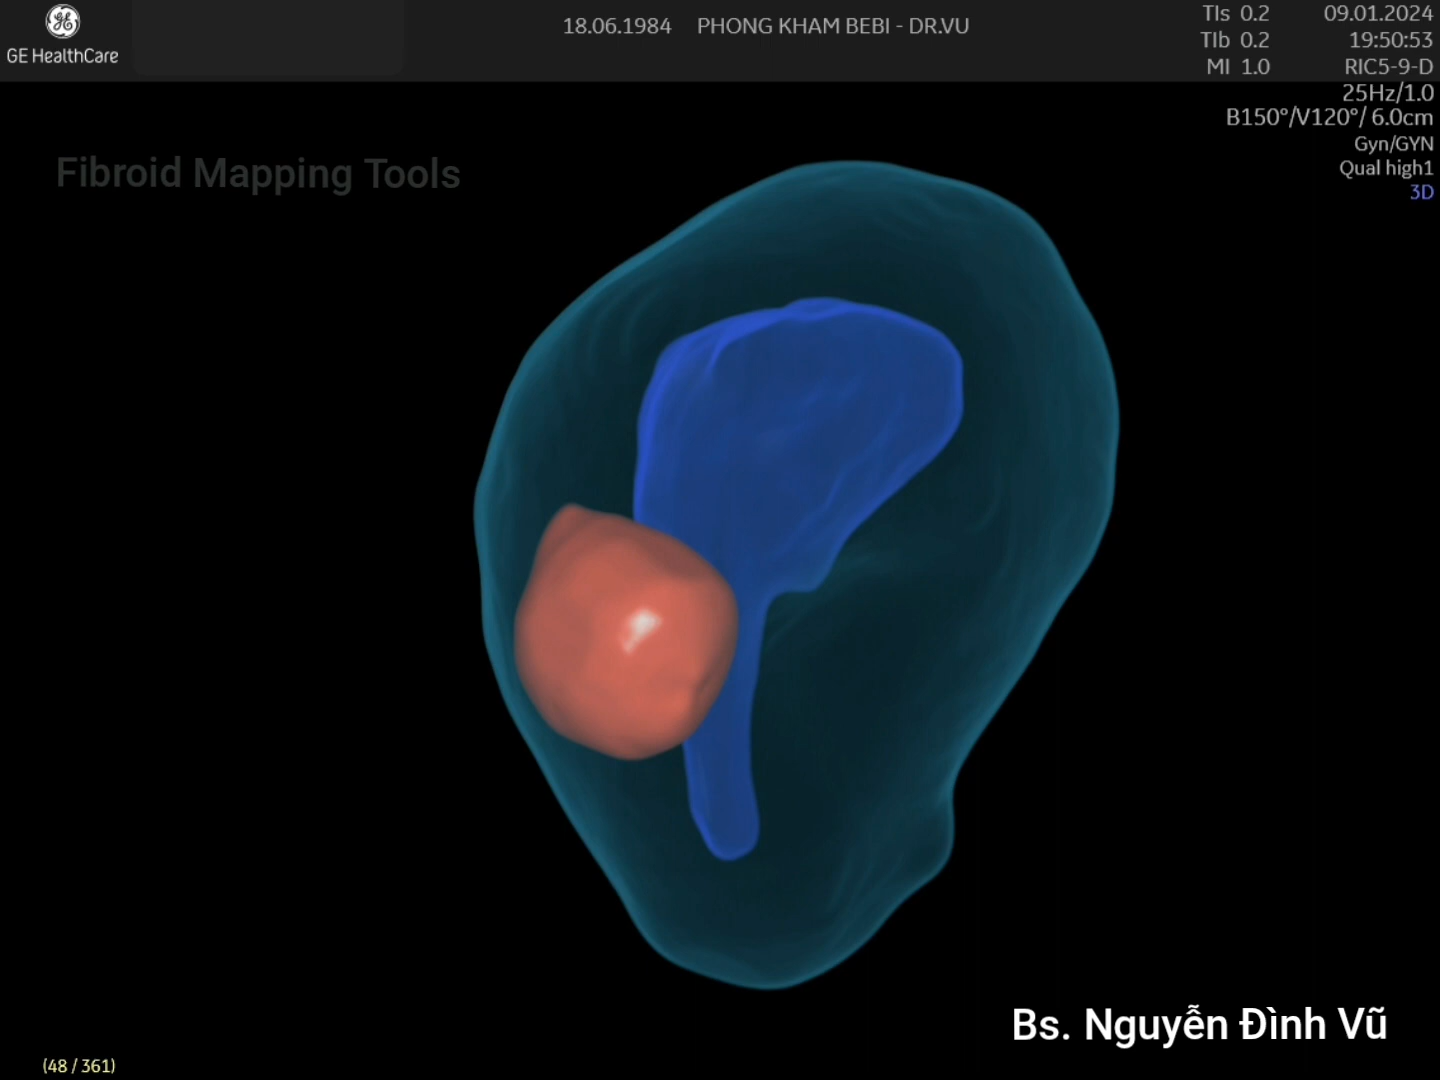 GE HealthCare
18.06.1984 PHONG KHAM BEBI - DR.VU
TIs 0.2 09.01.2024
TIb 0.2 19:50:53
MI 1.0 RIC5-9-D
25Hz/1.0
B150°/V120°/ 6.0cm
Gyn/GYN
Qual high1
3D
Fibroid Mapping Tools
Bs. Nguyễn Đình Vũ
(48 / 361)